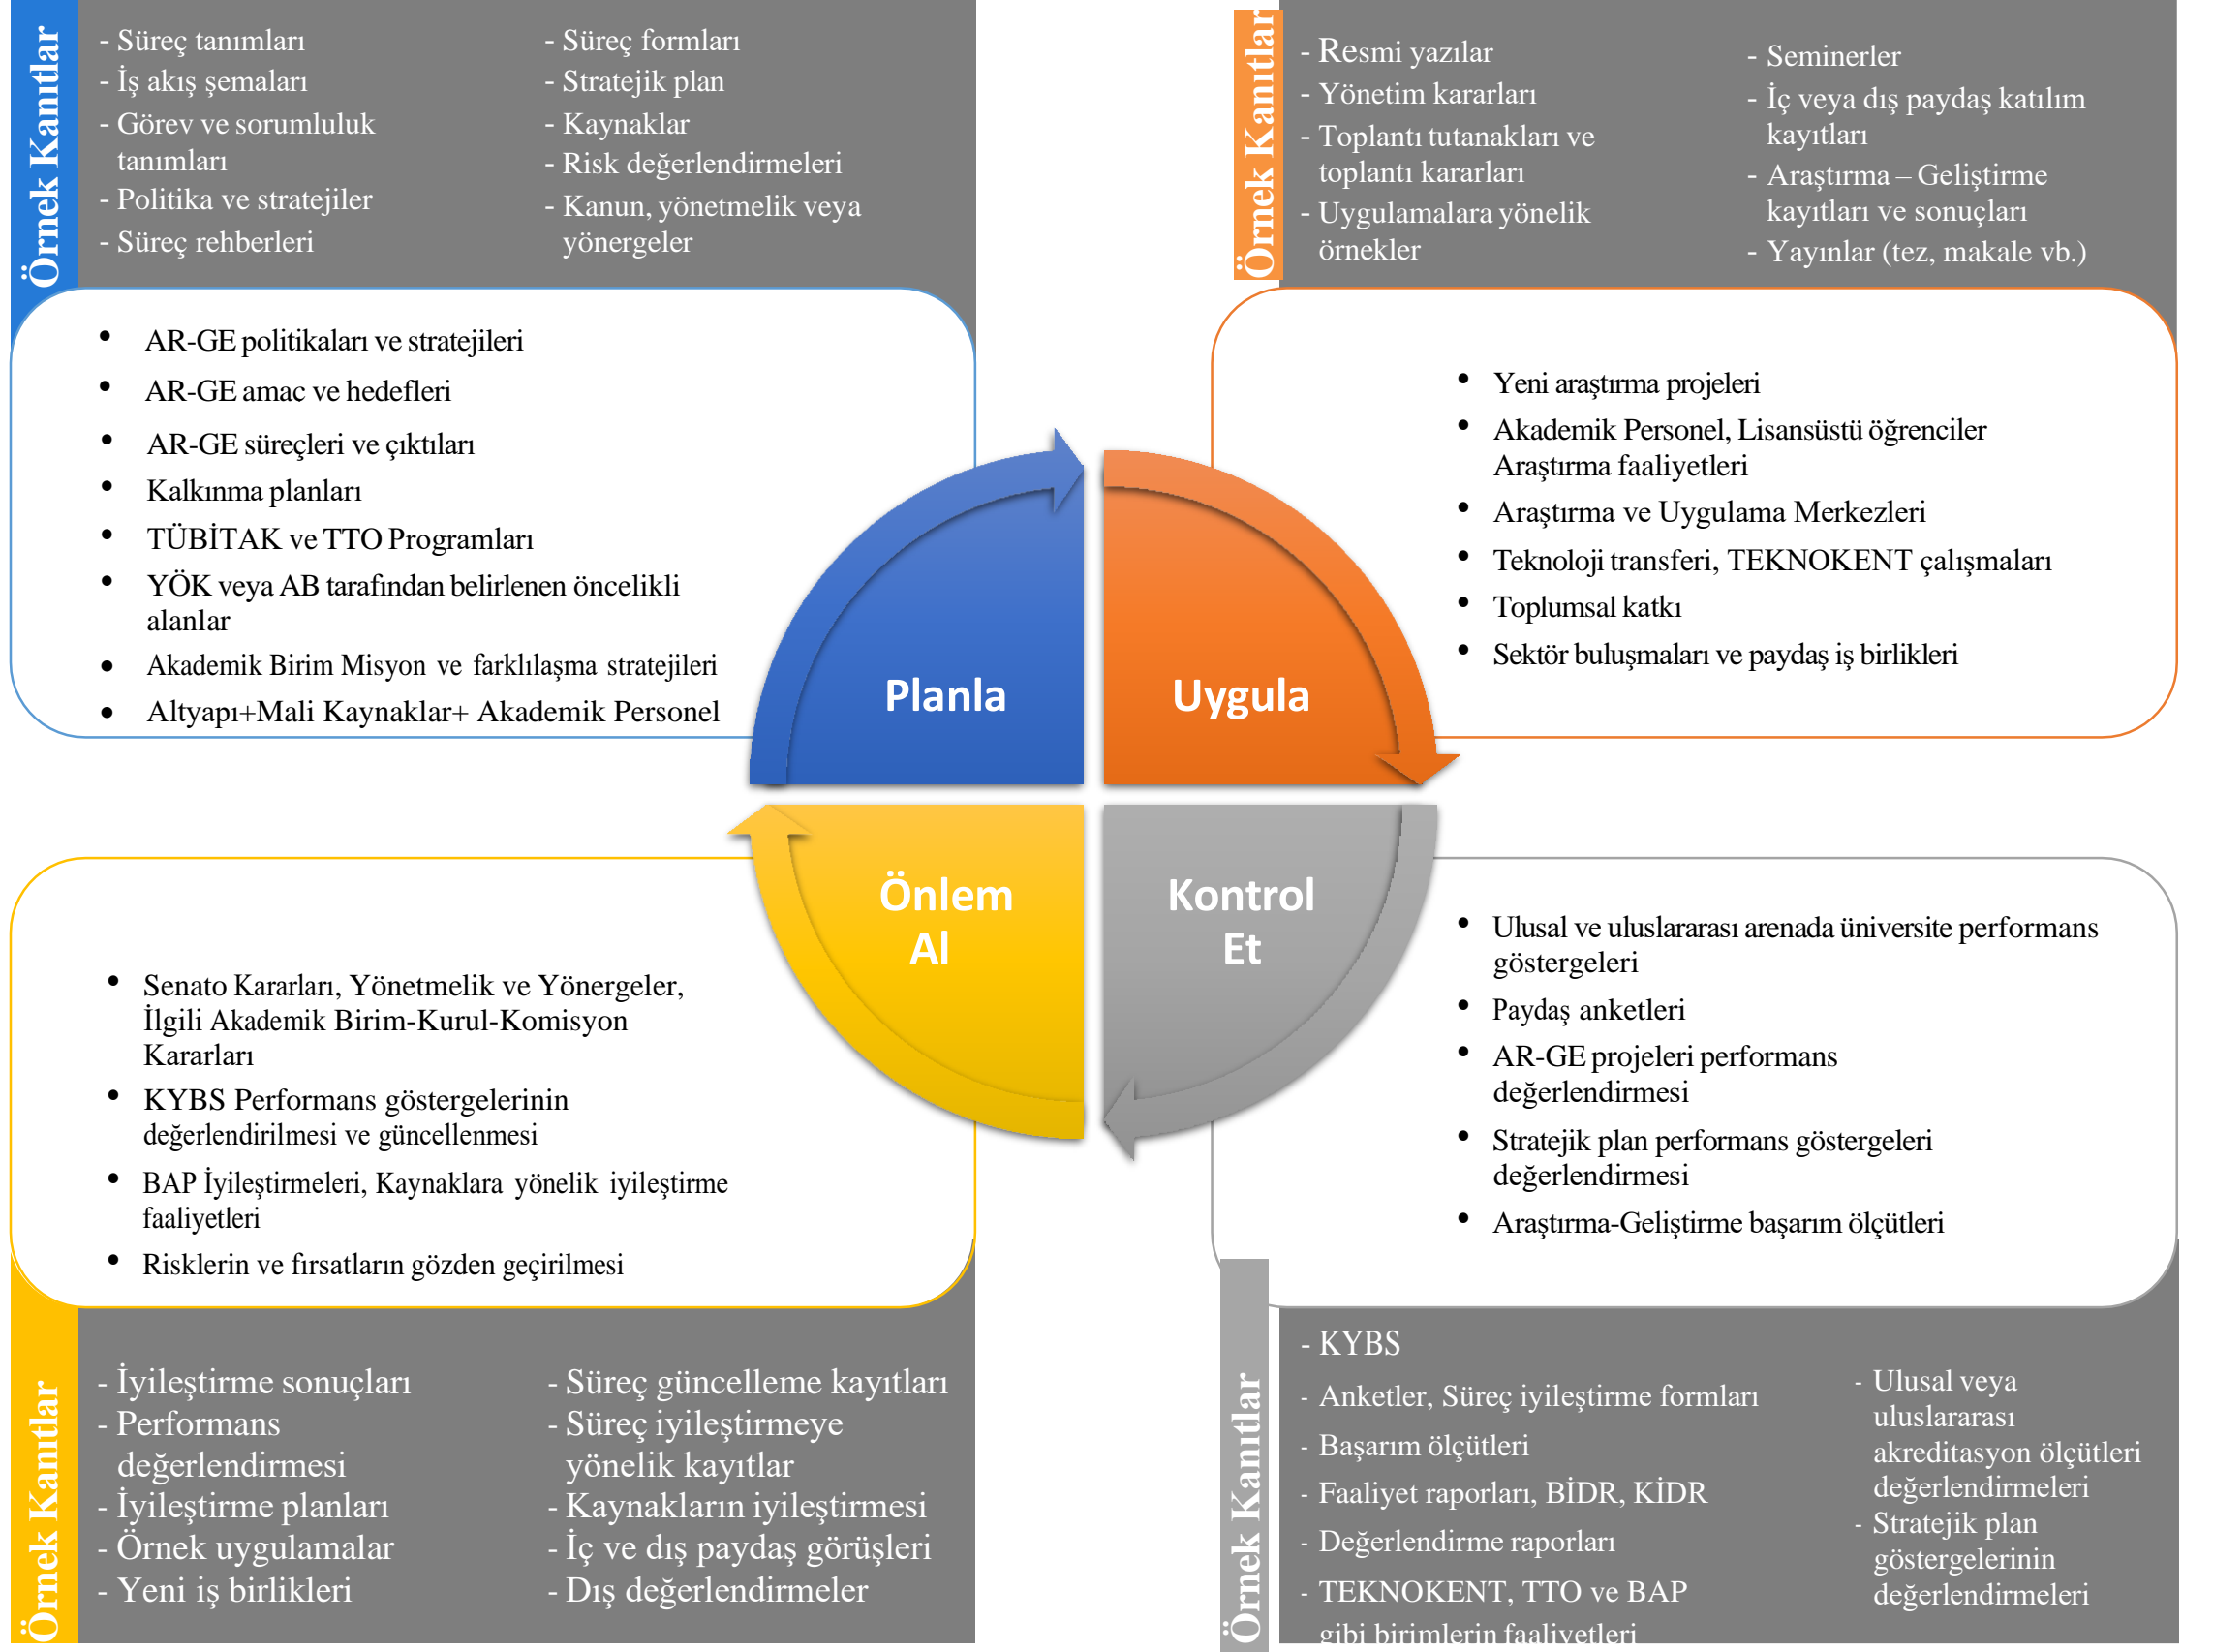 Örnek Kanıtlar
- Süreç tanımları
- İş akış şemaları
- Görev ve sorumluluk
tanımları
- Politika ve stratejiler
- Süreç rehberleri
- Süreç formları
- Stratejik plan
- Kaynaklar
- Risk değerlendirmeleri
- Kanun, yönetmelik veya
yönergeler
Örnek Kanıtlar
- Resmi yazılar
- Yönetim kararları
- Toplantı tutanakları ve
toplantı kararları
- Uygulamalara yönelik
örnekler
- Seminerler
- İç veya dış paydaş katılım
kayıtları
- Araştırma – Geliştirme
kayıtları ve sonuçları
- Yayınlar (tez, makale vb.)
• AR-GE politikaları ve stratejileri
• AR-GE amac ve hedefleri
• AR-GE süreçleri ve çıktıları
• Kalkınma planları
• TÜBİTAK ve TTO Programları
• YÖK veya AB tarafından belirlenen öncelikli
alanlar
• Akademik Birim Misyon ve farklılaşma stratejileri
• Altyapı+Mali Kaynaklar+ Akademik Personel
• Yeni araştırma projeleri
• Akademik Personel, Lisansüstü öğrenciler
Araştırma faaliyetleri
• Araştırma ve Uygulama Merkezleri
• Teknoloji transferi, TEKNOKENT çalışmaları
• Toplumsal katkı
• Sektör buluşmaları ve paydaş iş birlikleri
Planla
Uygula
Önlem
Al
Kontrol
Et
• Senato Kararları, Yönetmelik ve Yönergeler,
İlgili Akademik Birim-Kurul-Komisyon
Kararları
• KYBS Performans göstergelerinin
değerlendirilmesi ve güncellenmesi
• BAP İyileştirmeleri, Kaynaklara yönelik iyileştirme
faaliyetleri
• Risklerin ve fırsatların gözden geçirilmesi
• Ulusal ve uluslararası arenada üniversite performans
göstergeleri
• Paydaş anketleri
• AR-GE projeleri performans
değerlendirmesi
• Stratejik plan performans göstergeleri
değerlendirmesi
• Araştırma-Geliştirme başarım ölçütleri
Örnek Kanıtlar
- İyileştirme sonuçları
- Performans
değerlendirmesi
- İyileştirme planları
- Örnek uygulamalar
- Yeni iş birlikleri
- Süreç güncelleme kayıtları
- Süreç iyileştirmeye
yönelik kayıtlar
- Kaynakların iyileştirmesi
- İç ve dış paydaş görüşleri
- Dış değerlendirmeler
Örnek Kanıtlar
- KYBS
- Anketler, Süreç iyileştirme formları
- Başarım ölçütleri
- Faaliyet raporları, BİDR, KİDR
- Değerlendirme raporları
- TEKNOKENT, TTO ve BAP
gibi birimlerin faaliyetleri
- Ulusal veya
uluslararası
akreditasyon ölçütleri
değerlendirmeleri
- Stratejik plan
göstergelerinin
değerlendirmeleri